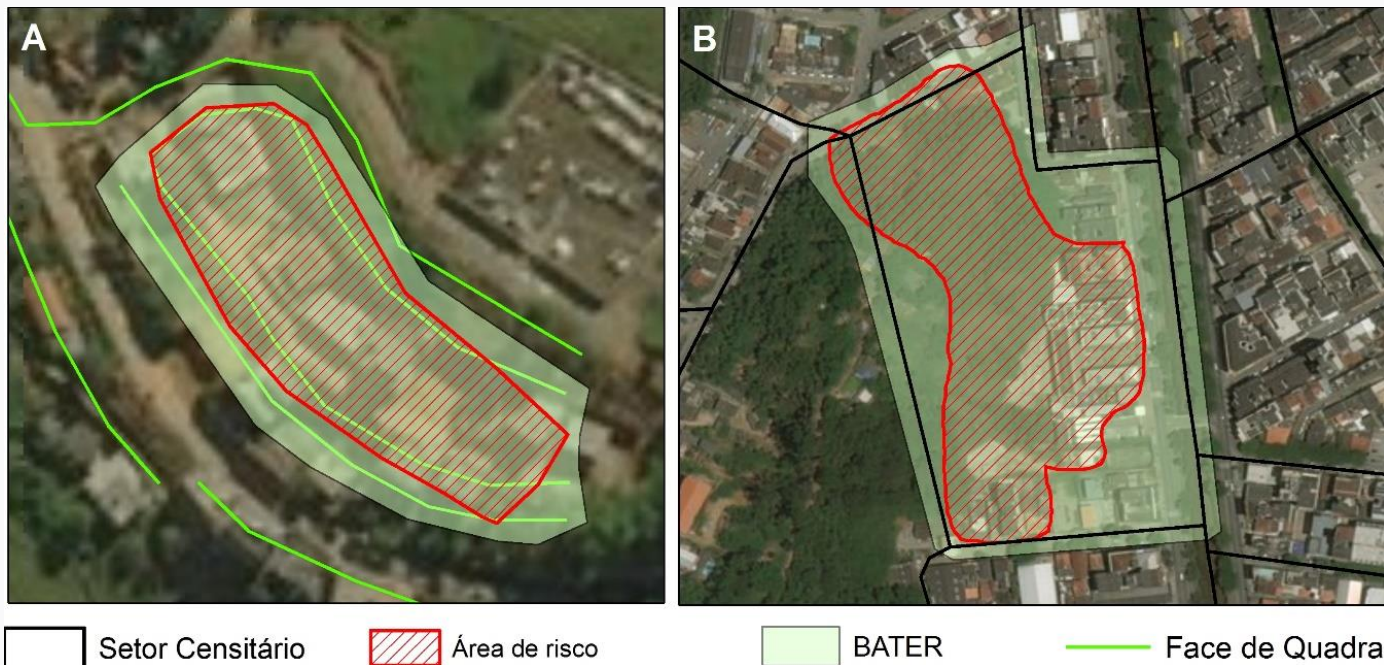 A
B
Setor Censitário
Área de risco
BATER
Face de Quadra